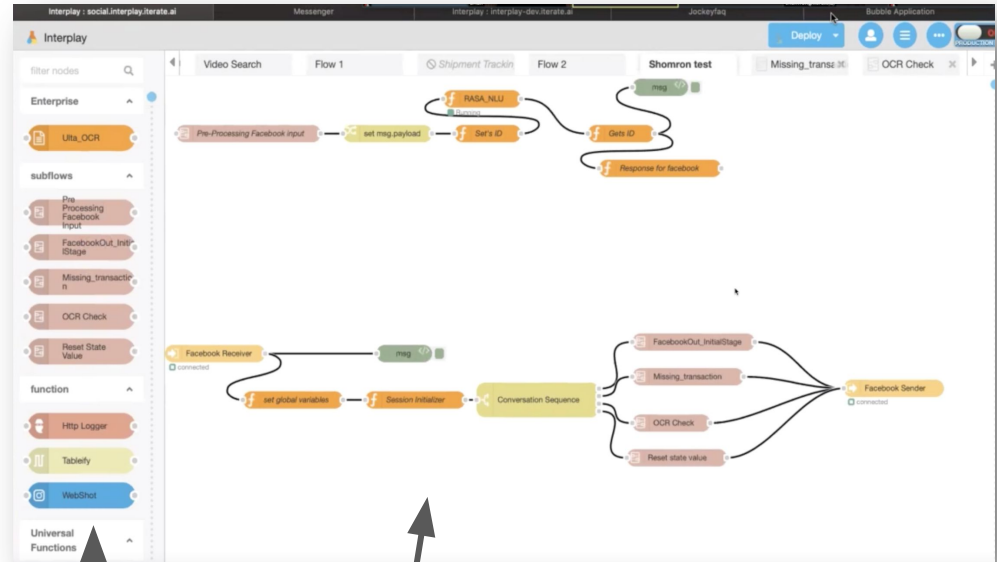 Interplay : social.interplay.iterate.ai
Messenger
interplay : interplay-dev.iterate.ai
Jockeyfaq
Bubble Application
Interplay
Deploy
PRODUCTION
filter nodes
Video Search
Flow 1
Shipment Trackin
Flow 2
Shomron test
Missing_transa
OCR Check
Enterprise
Ulta_OCR
subflows
Pre
Processing
Facebook
Input
FacebookOut_Initia
lStage
Missing_transactio
n
OCR Check
Reset State
Value
function
Http Logger
Tableify
WebShot
Universal
Functions
RASA_NLU
Running
msg
Pre-Processing Facebook input
set msg.payload
Set's ID
Gets ID
Response for facebook
Facebook Receiver
connected
msg
set global variables
Session Initializer
Conversation Sequence
FacebookOut_InitialStage
Missing_transaction
OCR Check
Reset state value
Facebook Sender
connected